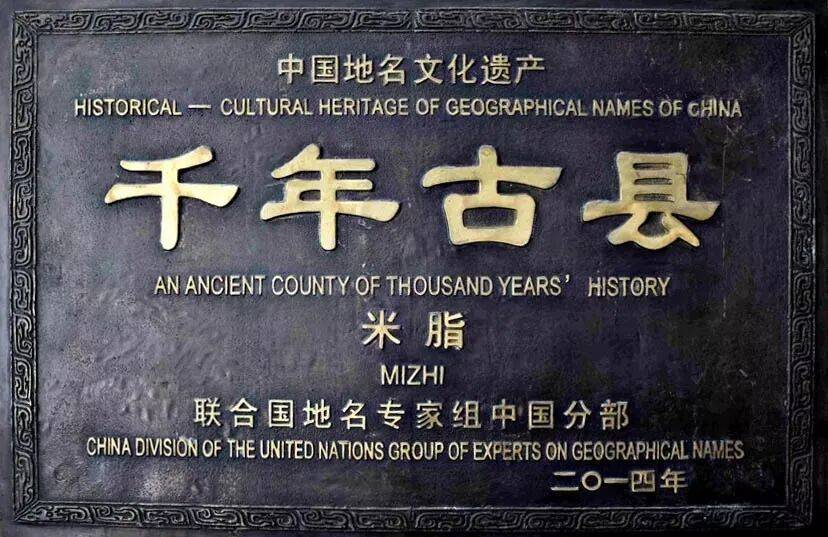 中国地名文化遗产
HISTORICAL — CULTURAL HERITAGE OF GEOGRAPHICAL NAMES OF CHINA
千年古县
AN ANCIENT COUNTY OF THOUSAND YEARS' HISTORY
米脂
MIZHI
联合国地名专家组中国分部
CHINA DIVISION OF THE UNITED NATIONS GROUP OF EXPERTS ON GEOGRAPHICAL NAMES
二〇一四年